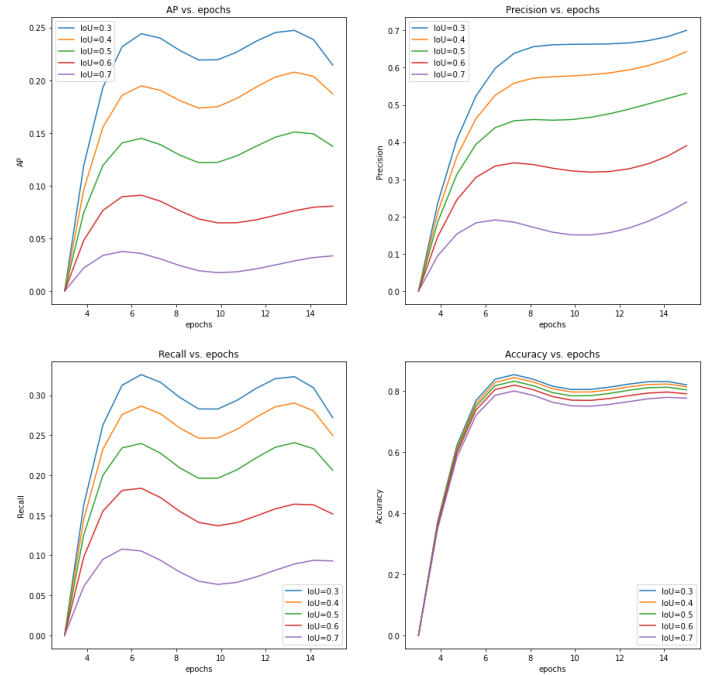 AP vs. epochs
IoU=0.3
IoU=0.4
IoU=0.5
IoU=0.6
IoU=0.7
0.25
0.20
0.15
0.10
0.05
0.00
AP
4 6 8 10 12 14
epochs
Precision vs. epochs
IoU=0.3
IoU=0.4
IoU=0.5
IoU=0.6
IoU=0.7
0.7
0.6
0.5
0.4
0.3
0.2
0.1
0.0
Precision
4 6 8 10 12 14
epochs
Recall vs. epochs
0.30
0.25
0.20
0.15
0.10
0.05
0.00
Recall
IoU=0.3
IoU=0.4
IoU=0.5
IoU=0.6
IoU=0.7
4 6 8 10 12 14
epochs
Accuracy vs. epochs
0.8
0.6
0.4
0.2
0.0
Accuracy
IoU=0.3
IoU=0.4
IoU=0.5
IoU=0.6
IoU=0.7
4 6 8 10 12 14
epochs